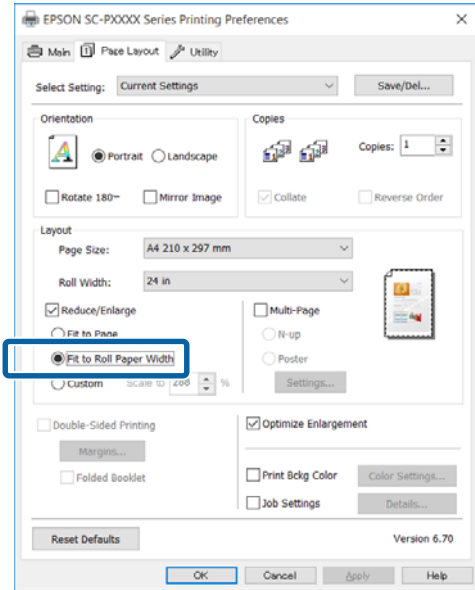 EPSON SC-PXXXX Series Printing Preferences
Main Page Layout Utility
Select Setting: Current Settings Save/Del...
Orientation Copies
Portrait Landscape Copies: 1
Rotate 180° Mirror Image Collate Reverse Order
Layout
Page Size: A4 210 x 297 mm
Roll Width: 24 in
Reduce/Enlarge Multi-Page
Fit to Page N-up
Fit to Roll Paper Width Poster
Custom Scale to 288 % Settings...
Double-Sided Printing Optimize Enlargement
Margins...
Folded Booklet Print Bckg Color Color Settings...
Job Settings Details...
Reset Defaults Version 6.70
OK Cancel Apply Help